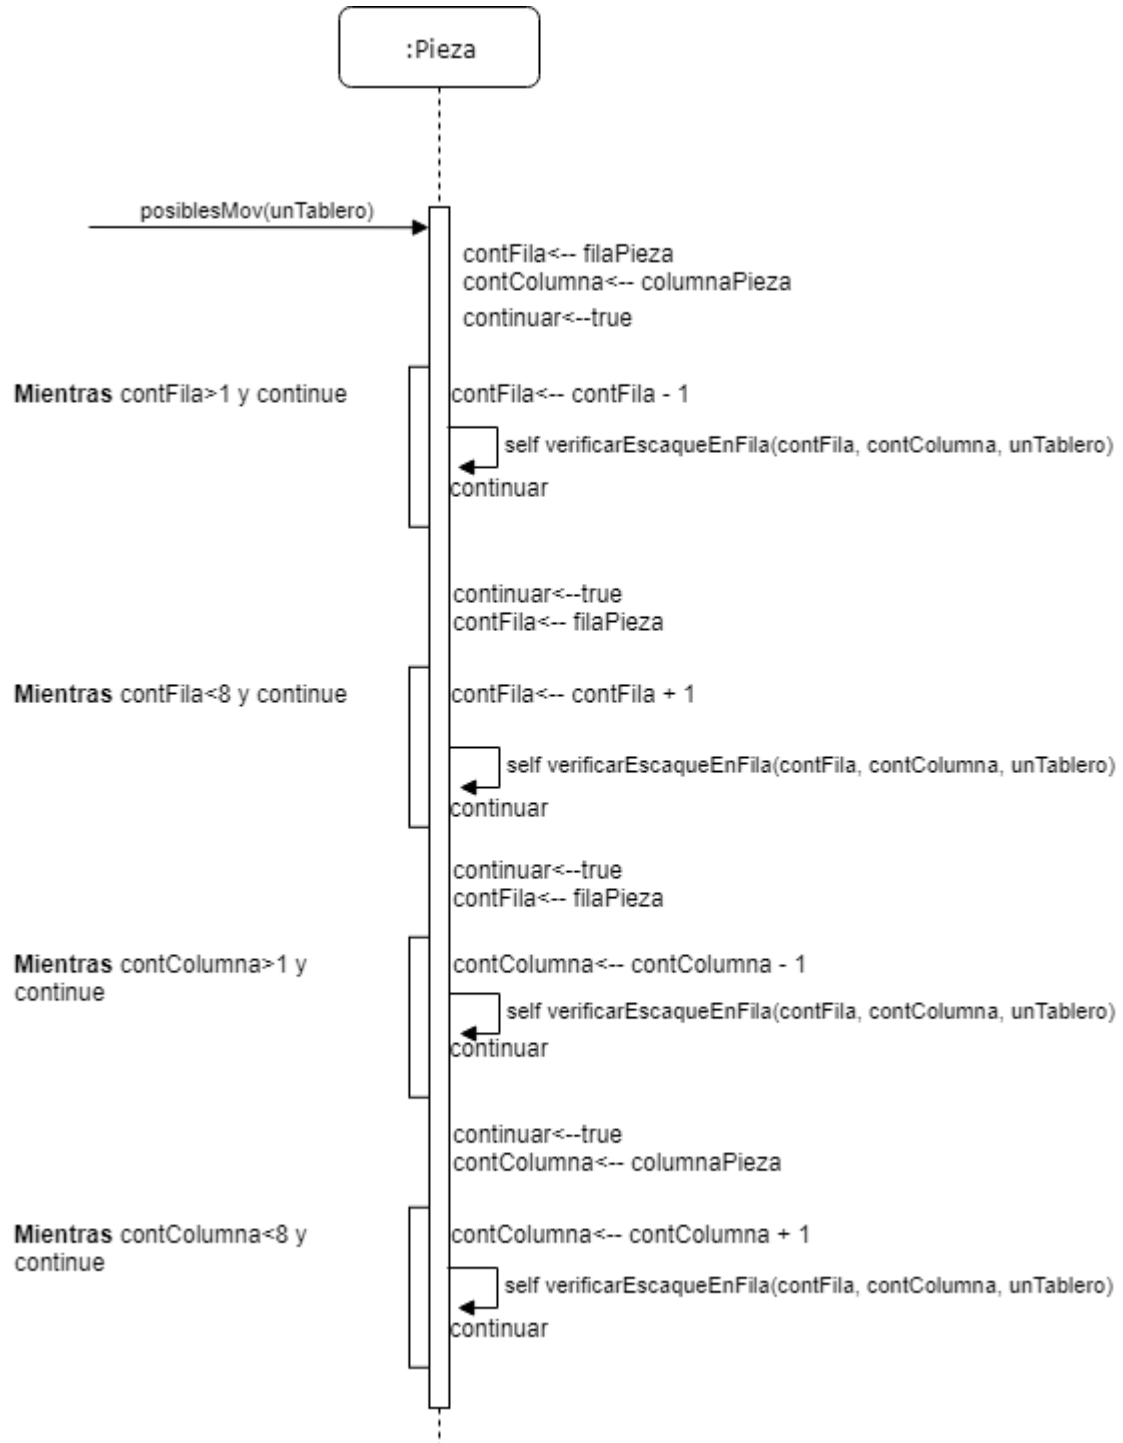 :Pieza
posiblesMov(unTablero)
contFila<-- filaPieza
contColumna<-- columnaPieza
continuar<--true
Mientras contFila>1 y continue
contFila<-- contFila - 1
self verificarEscaqueEnFila(contFila, contColumna, unTablero)
continuar
continuar<--true
contFila<-- filaPieza
Mientras contFila<8 y continue
contFila<-- contFila + 1
self verificarEscaqueEnFila(contFila, contColumna, unTablero)
continuar
continuar<--true
contFila<-- filaPieza
Mientras contColumna>1 y
continue
contColumna<-- contColumna - 1
self verificarEscaqueEnFila(contFila, contColumna, unTablero)
continuar
continuar<--true
contColumna<-- columnaPieza
Mientras contColumna<8 y
continue
contColumna<-- contColumna + 1
self verificarEscaqueEnFila(contFila, contColumna, unTablero)
continuar